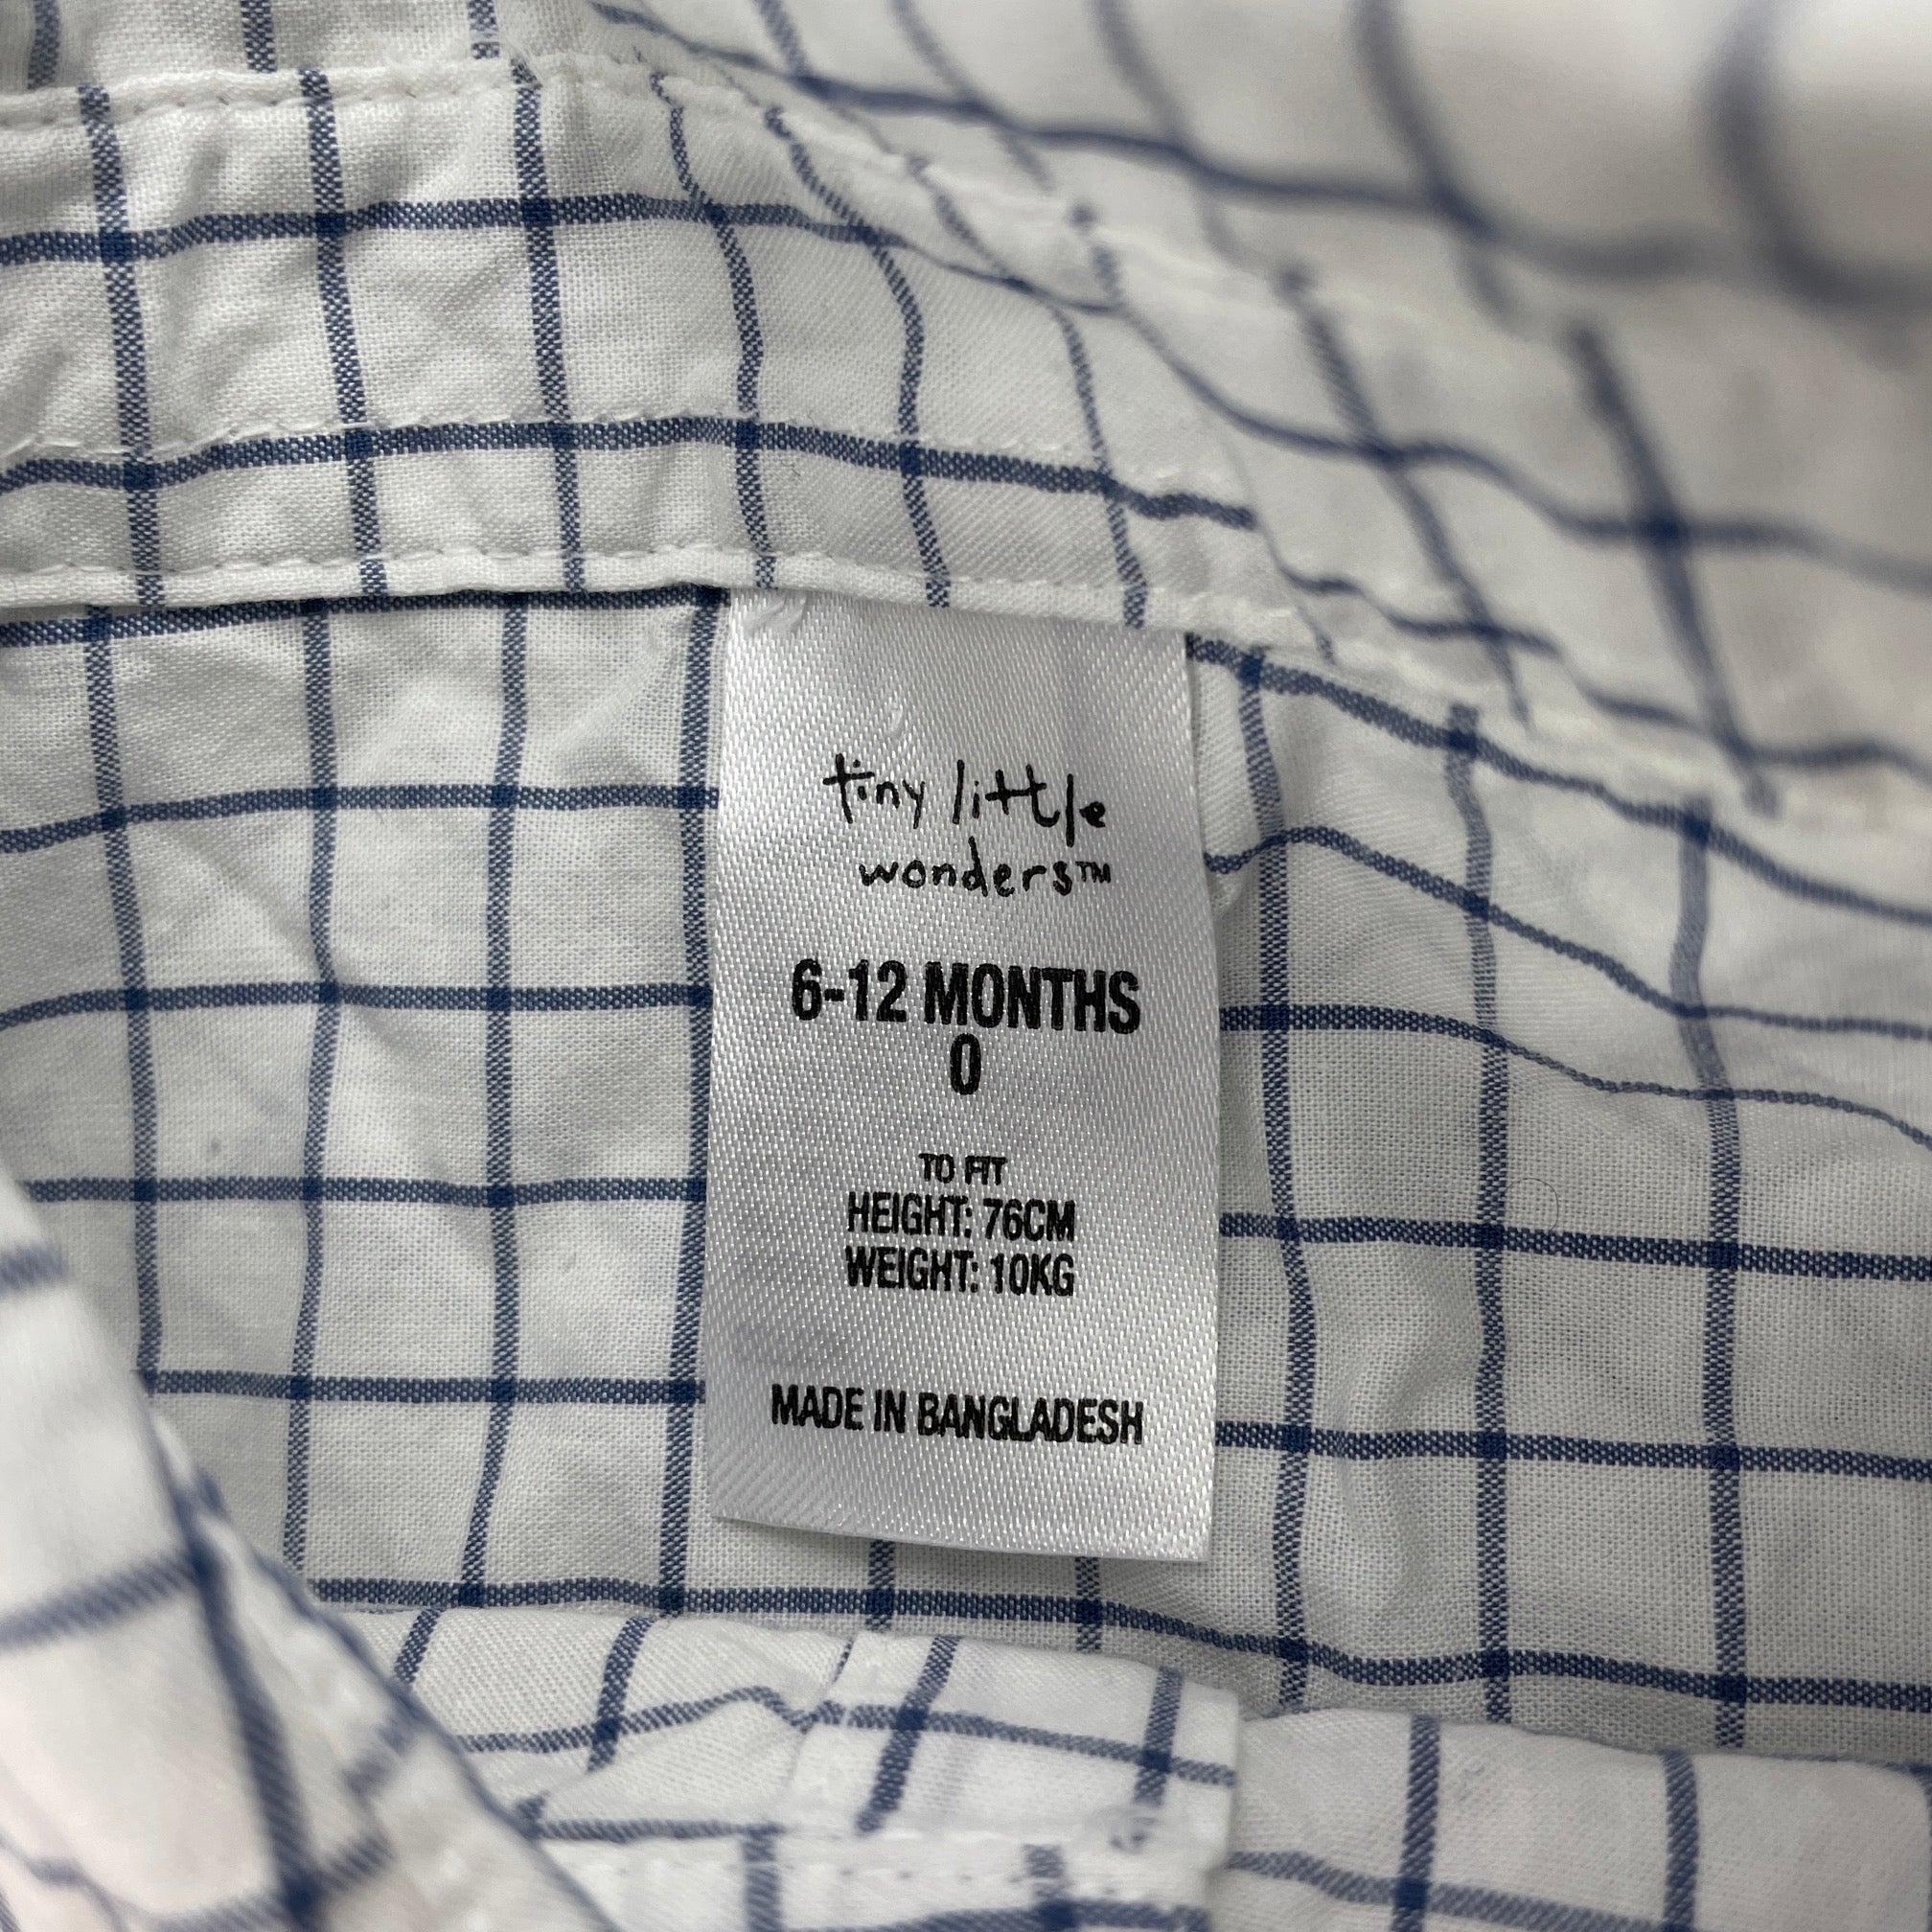 tiny little
wonders™
6-12 MONTHS
0
TO FIT
HEIGHT: 76CM
WEIGHT: 10KG
MADE IN BANGLADESH